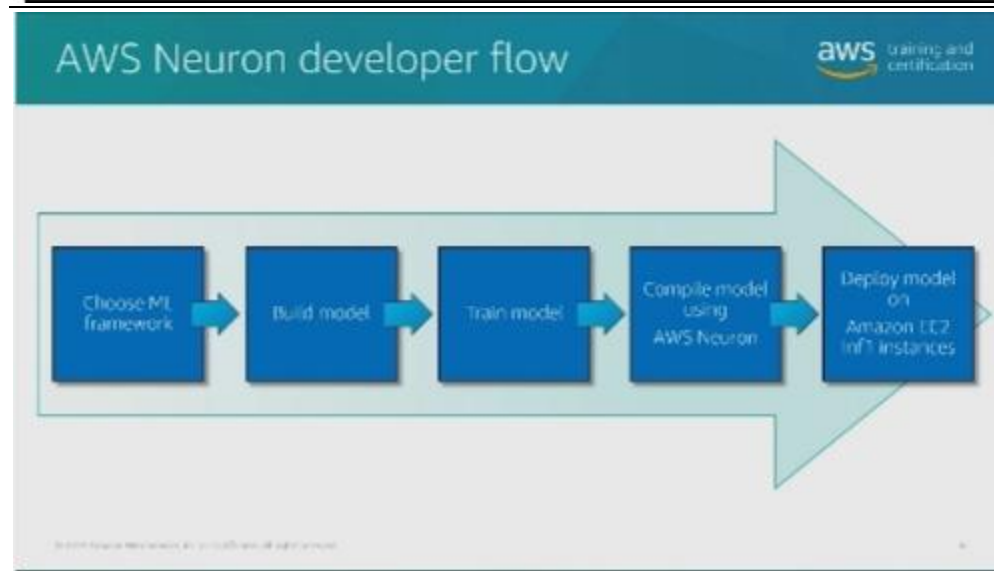 AWS Neuron developer flow
aws training and certification
Choose ML
framework
Build model
Train model
Compile model
using
AWS Neuron
Deploy model
on
Amazon EC2
Inf1 instances